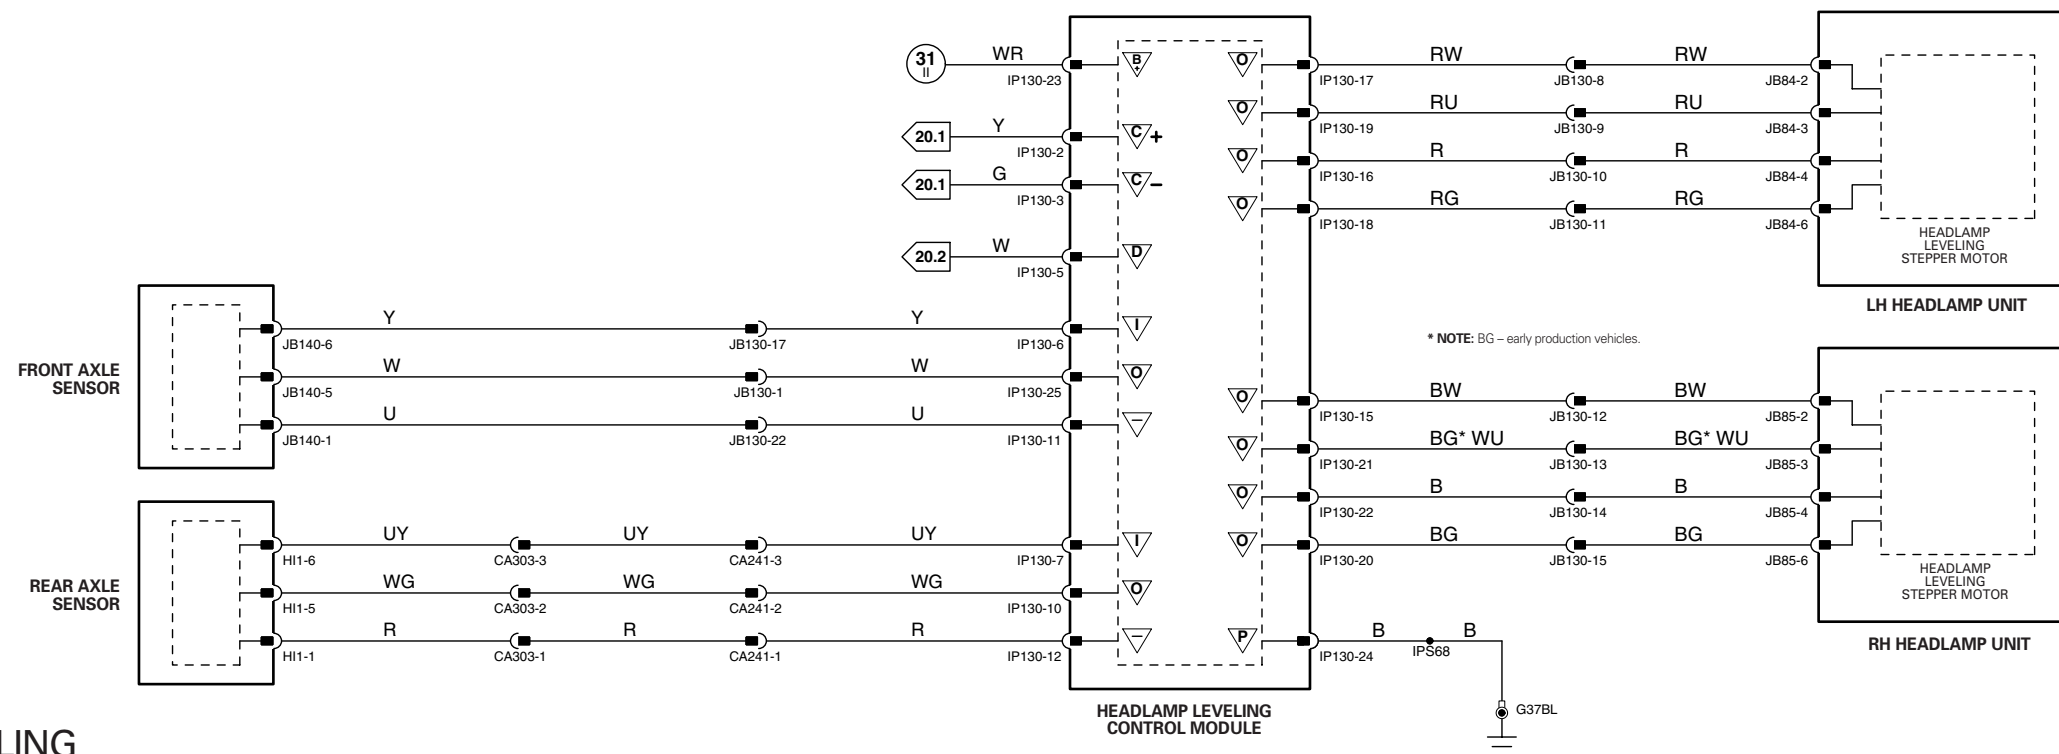 31
II
WR
IP130-23
B
+
20.1
Y
IP130-2
C +
20.1
G
IP130-3
C –
20.2
W
IP130-5
D
FRONT AXLE
SENSOR
JB140-6
Y
JB130-17
Y
IP130-6
I
JB140-5
W
JB130-1
W
IP130-25
O
JB140-1
U
JB130-22
U
IP130-11
–
REAR AXLE
SENSOR
HI1-6
UY
CA303-3
UY
CA241-3
UY
IP130-7
I
HI1-5
WG
CA303-2
WG
CA241-2
WG
IP130-10
O
HI1-1
R
CA303-1
R
CA241-1
R
IP130-12
–
HEADLAMP LEVELING
CONTROL MODULE
O
IP130-17
RW
JB130-8
RW
JB84-2
O
IP130-19
RU
JB130-9
RU
JB84-3
O
IP130-16
R
JB130-10
R
JB84-4
O
IP130-18
RG
JB130-11
RG
JB84-6
HEADLAMP
LEVELING
STEPPER MOTOR
LH HEADLAMP UNIT
* NOTE: BG – early production vehicles.
O
IP130-15
BW
JB130-12
BW
JB85-2
O
IP130-21
BG* WU
JB130-13
BG* WU
JB85-3
O
IP130-22
B
JB130-14
B
JB85-4
O
IP130-20
BG
JB130-15
BG
JB85-6
HEADLAMP
LEVELING
STEPPER MOTOR
RH HEADLAMP UNIT
P
IP130-24
B
IPS68
B
G37BL
LING